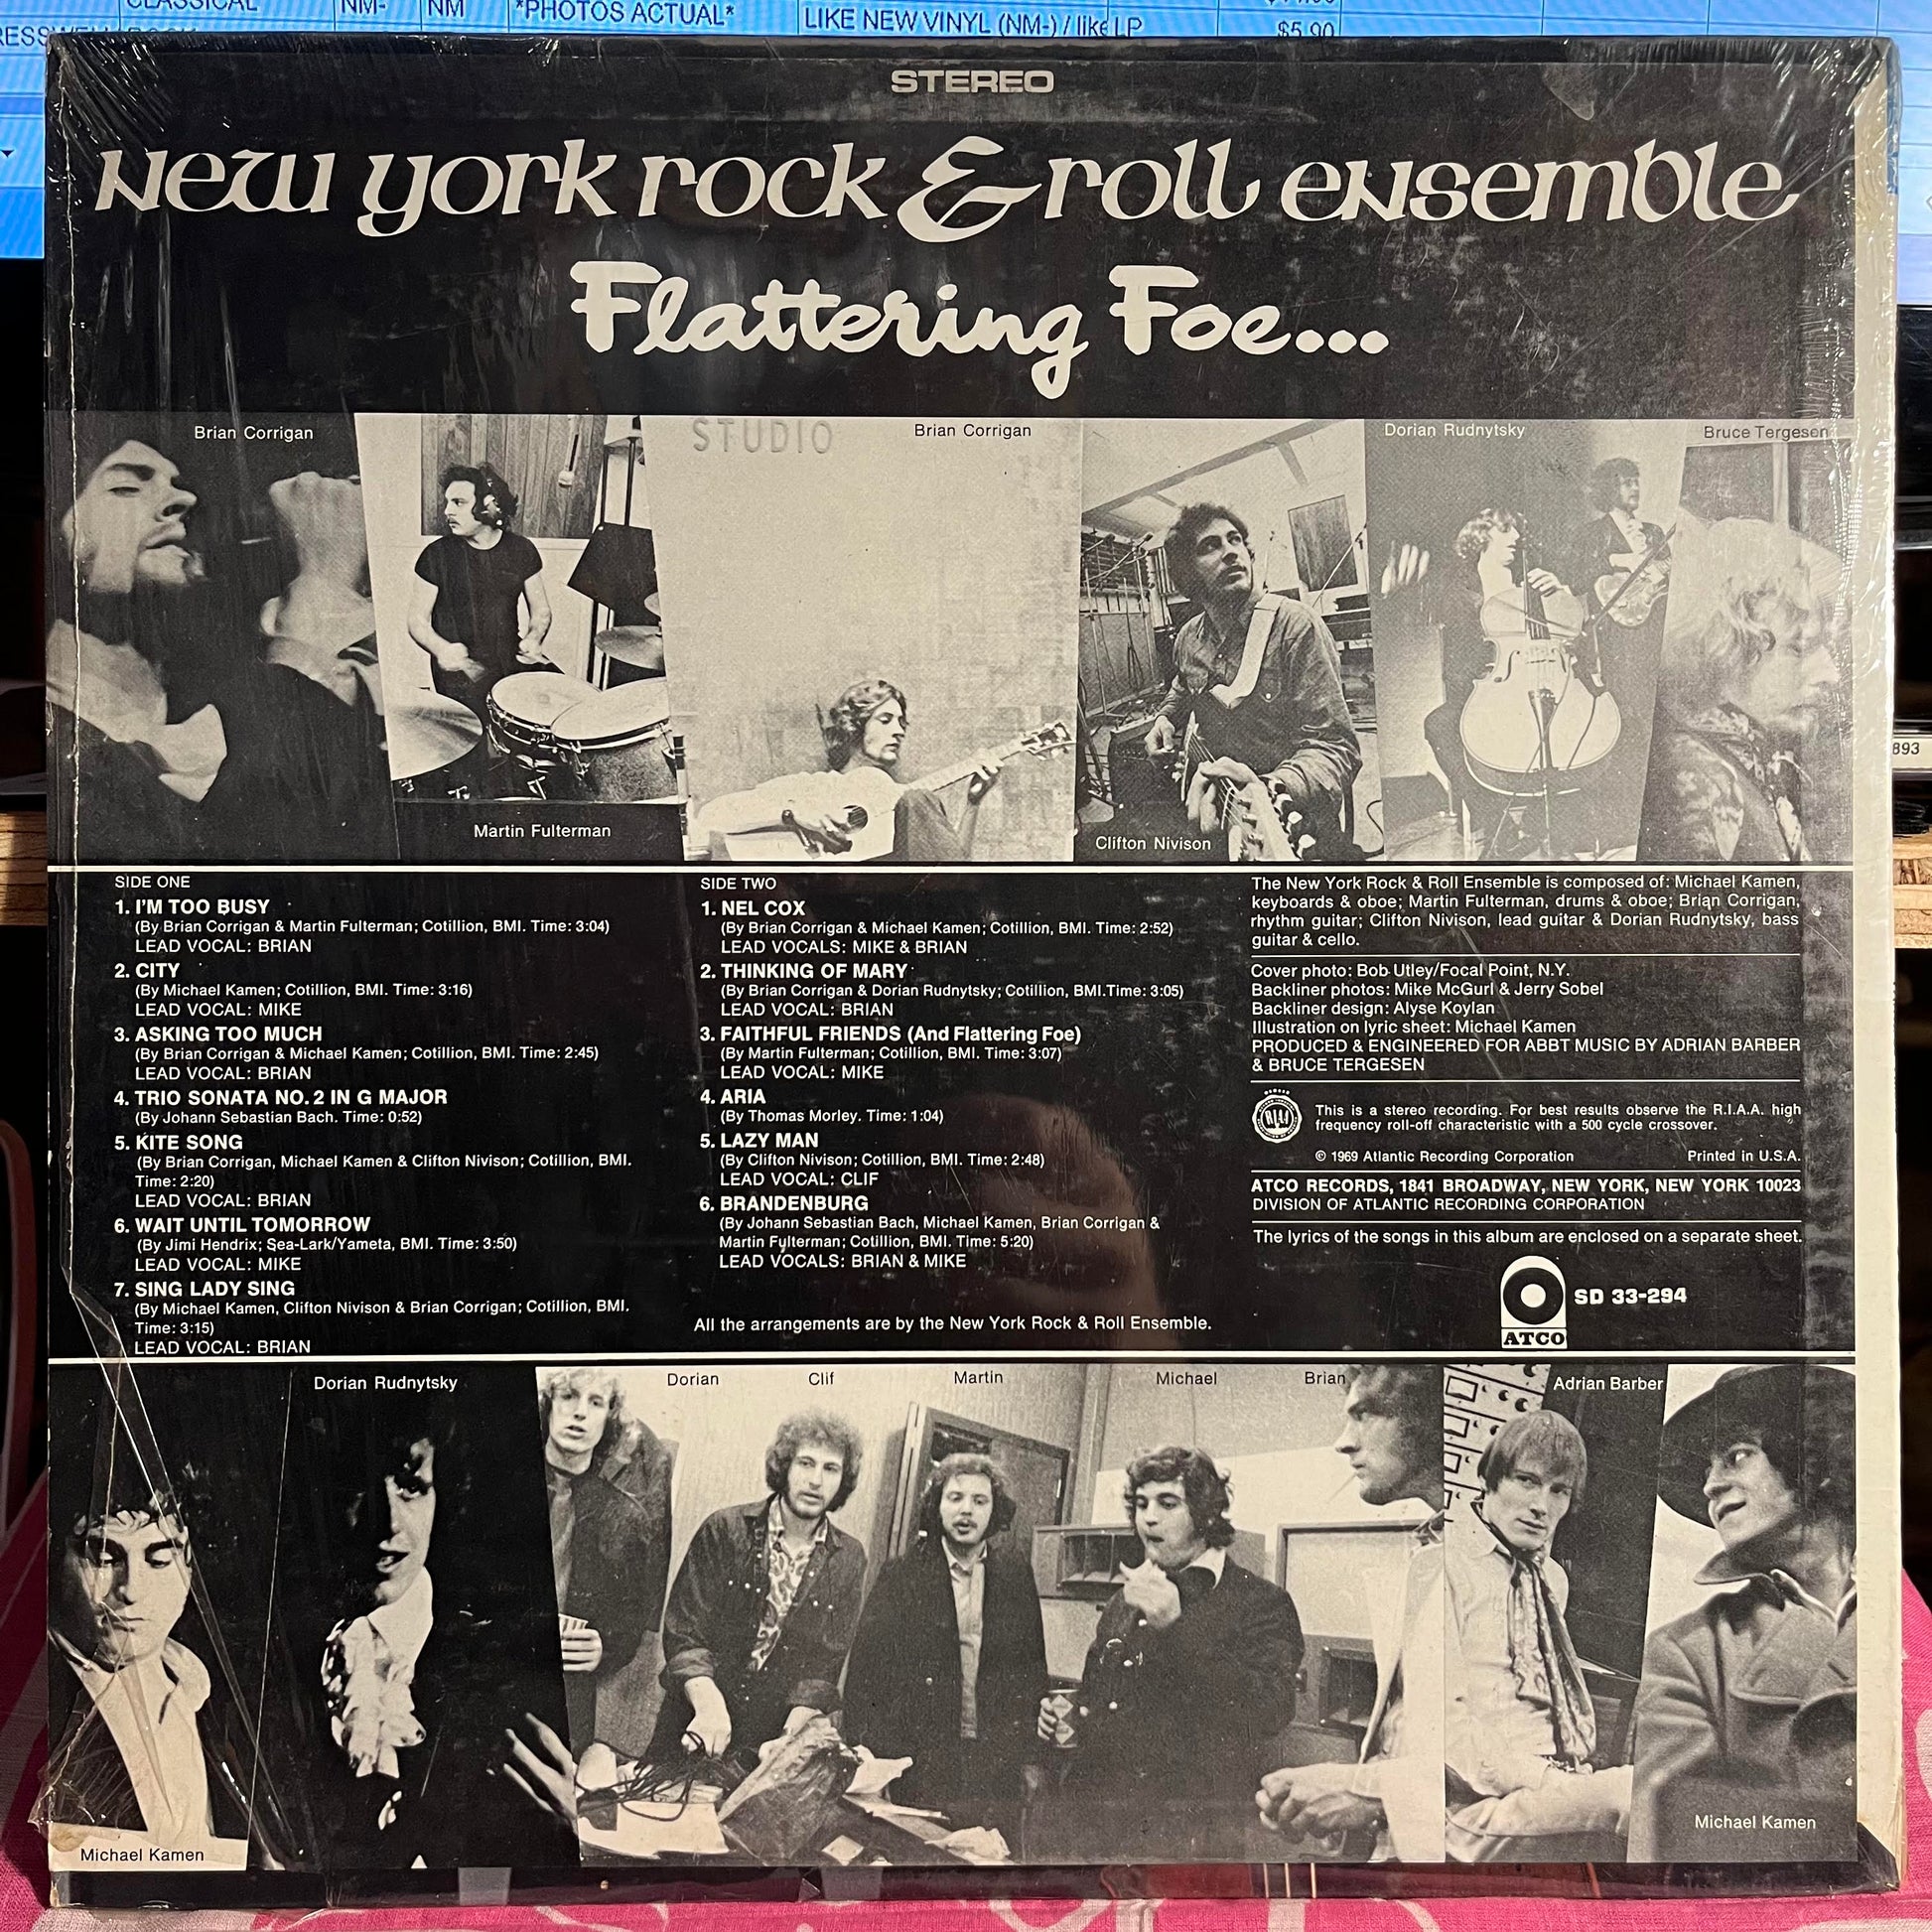 CLASSICAL NM- NM *PHOTOS ACTUAL* LIKE NEW VINYL (NM-) / like LP
$5.90
STEREO
New york rock & roll ensemble
Flattering Foe...
Brian Corrigan
STUDIO
Brian Corrigan
Dorian Rudnytsky
Bruce Tergesen
Martin Fulterman
Clifton Nivison
893
SIDE ONE
1. I'M TOO BUSY
(By Brian Corrigan & Martin Fulterman; Cotillion, BMI. Time: 3:04)
LEAD VOCAL: BRIAN
2. CITY
(By Michael Kamen; Cotillion, BMI. Time: 3:16)
LEAD VOCAL: MIKE
3. ASKING TOO MUCH
(By Brian Corrigan & Michael Kamen; Cotillion, BMI. Time: 2:45)
LEAD VOCAL: BRIAN
4. TRIO SONATA NO. 2 IN G MAJOR
(By Johann Sebastian Bach. Time: 0:52)
5. KITE SONG
(By Brian Corrigan, Michael Kamen & Clifton Nivison; Cotillion, BMI.
Time: 2:20)
LEAD VOCAL: BRIAN
6. WAIT UNTIL TOMORROW
(By Jimi Hendrix; Sea-Lark/Yameta, BMI. Time: 3:50)
LEAD VOCAL: MIKE
7. SING LADY SING
(By Michael Kamen, Clifton Nivison & Brian Corrigan; Cotillion, BMI.
Time: 3:15)
LEAD VOCAL: BRIAN
SIDE TWO
1. NEL COX
(By Brian Corrigan & Michael Kamen; Cotillion, BMI. Time: 2:52)
LEAD VOCALS: MIKE & BRIAN
2. THINKING OF MARY
(By Brian Corrigan & Dorian Rudnytsky; Cotillion, BMI.Time: 3:05)
LEAD VOCAL: BRIAN
3. FAITHFUL FRIENDS (And Flattering Foe)
(By Martin Fulterman; Cotillion, BMI. Time: 3:07)
LEAD VOCAL: MIKE
4. ARIA
(By Thomas Morley. Time: 1:04)
5. LAZY MAN
(By Clifton Nivison; Cotillion, BMI. Time: 2:48)
LEAD VOCAL: CLIF
6. BRANDENBURG
(By Johann Sebastian Bach, Michael Kamen, Brian Corrigan &
Martin Fulterman; Cotillion, BMI. Time: 5:20)
LEAD VOCALS: BRIAN & MIKE
All the arrangements are by the New York Rock & Roll Ensemble.
The New York Rock & Roll Ensemble is composed of: Michael Kamen,
keyboards & oboe; Martin Fulterman, drums & oboe; Brian Corrigan,
rhythm guitar; Clifton Nivison, lead guitar & Dorian Rudnytsky, bass
guitar & cello.
Cover photo: Bob Utley/Focal Point, N.Y.
Backliner photos: Mike McGurl & Jerry Sobel
Backliner design: Alyse Koylan
Illustration on lyric sheet: Michael Kamen
PRODUCED & ENGINEERED FOR ABBT MUSIC BY ADRIAN BARBER
& BRUCE TERGESEN
RIAA
This is a stereo recording. For best results observe the R.I.A.A. high
frequency roll-off characteristic with a 500 cycle crossover.
© 1969 Atlantic Recording Corporation Printed in U.S.A.
ATCO RECORDS, 1841 BROADWAY, NEW YORK, NEW YORK 10023
DIVISION OF ATLANTIC RECORDING CORPORATION
The lyrics of the songs in this album are enclosed on a separate sheet.
SD 33-294
ATCO
Dorian Rudnytsky
Dorian Clif Martin Michael Brian
Adrian Barber
Michael Kamen
Michael Kamen